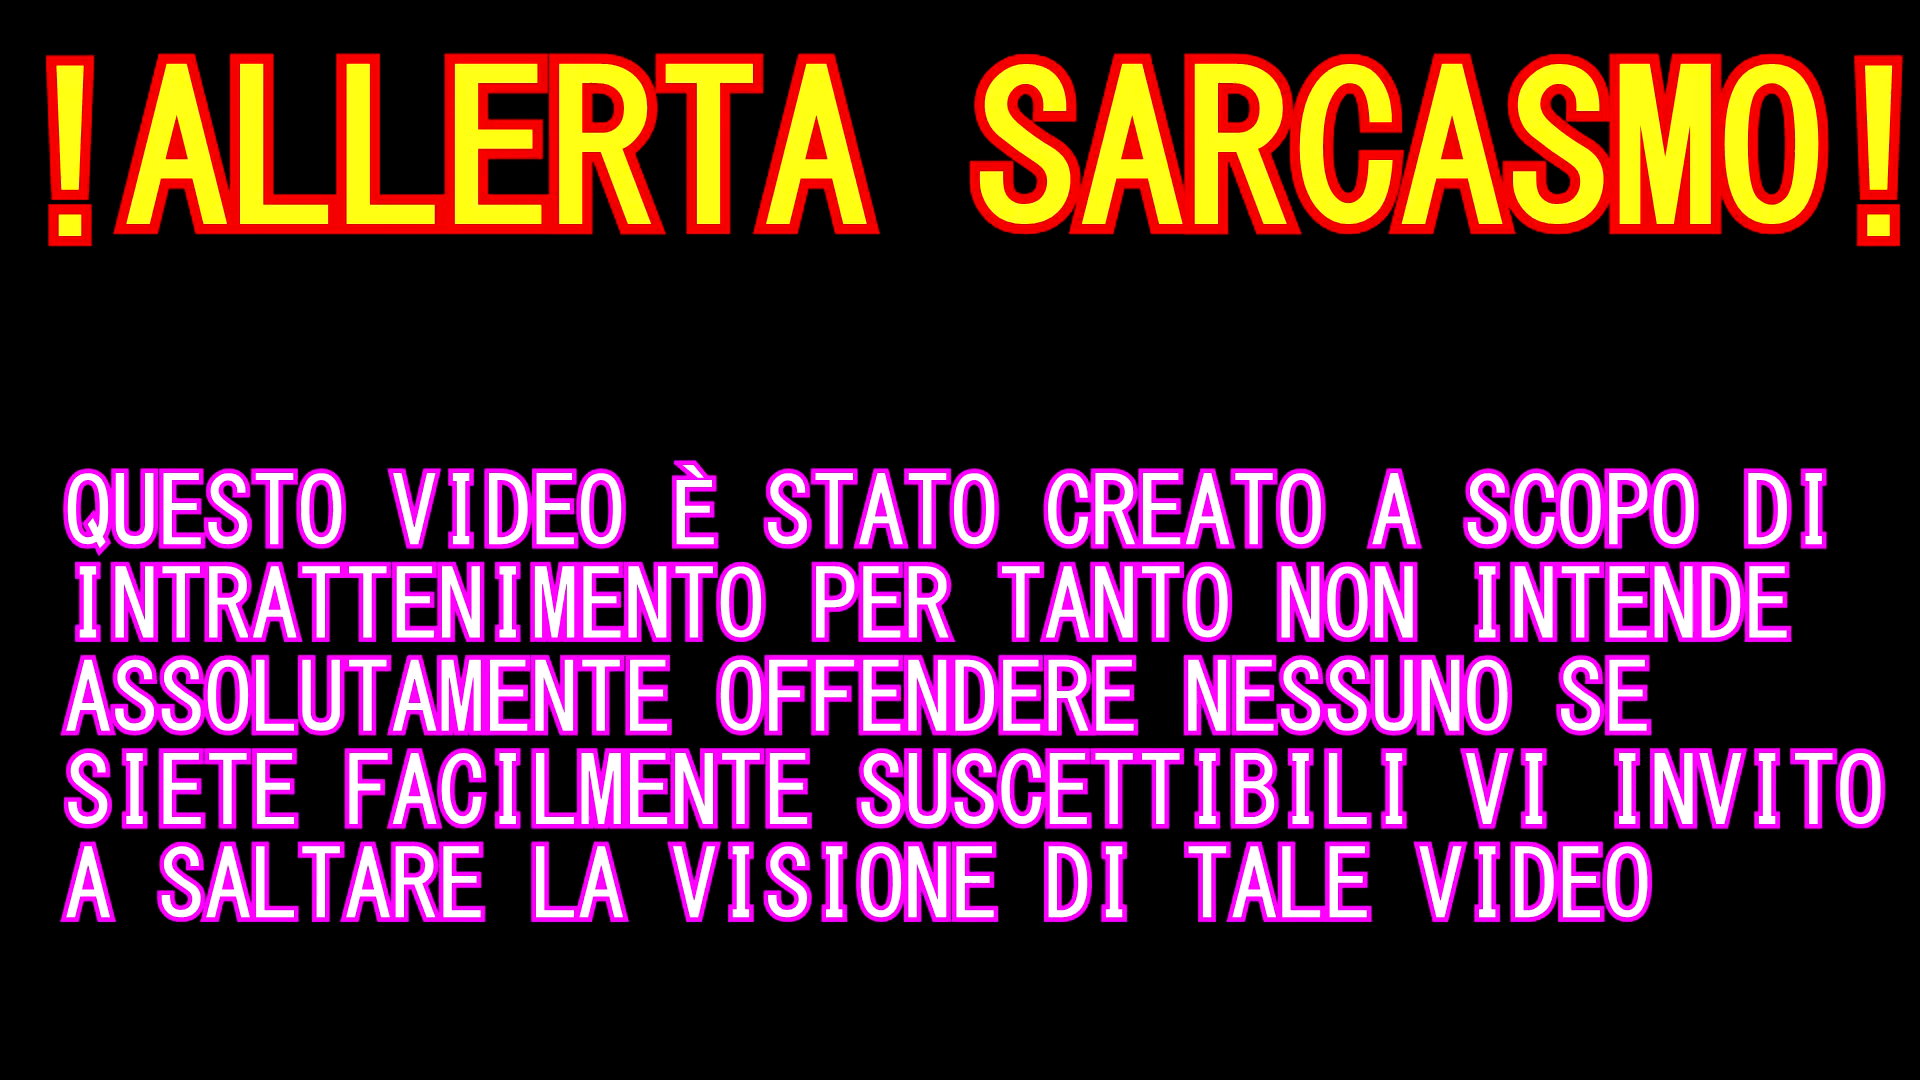 !ALLERTA SARCASMO!
QUESTO VIDEO È STATO CREATO A SCOPO DI
INTRATTENIMENTO PER TANTO NON INTENDE
ASSOLUTAMENTE OFFENDERE NESSUNO SE
SIETE FACILMENTE SUSCETTIBILI VI INVITO
A SALTARE LA VISIONE DI TALE VIDEO